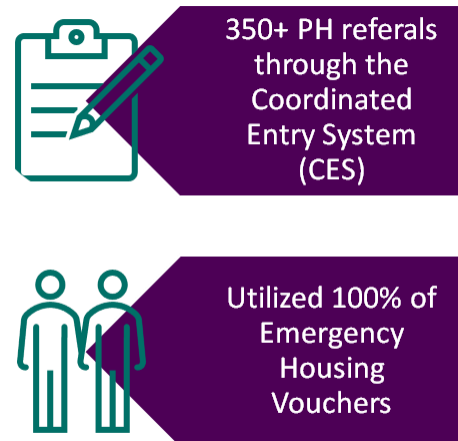 350+ PH referals
through the
Coordinated
Entry System
(CES)
Utilized 100% of
Emergency
Housing
Vouchers